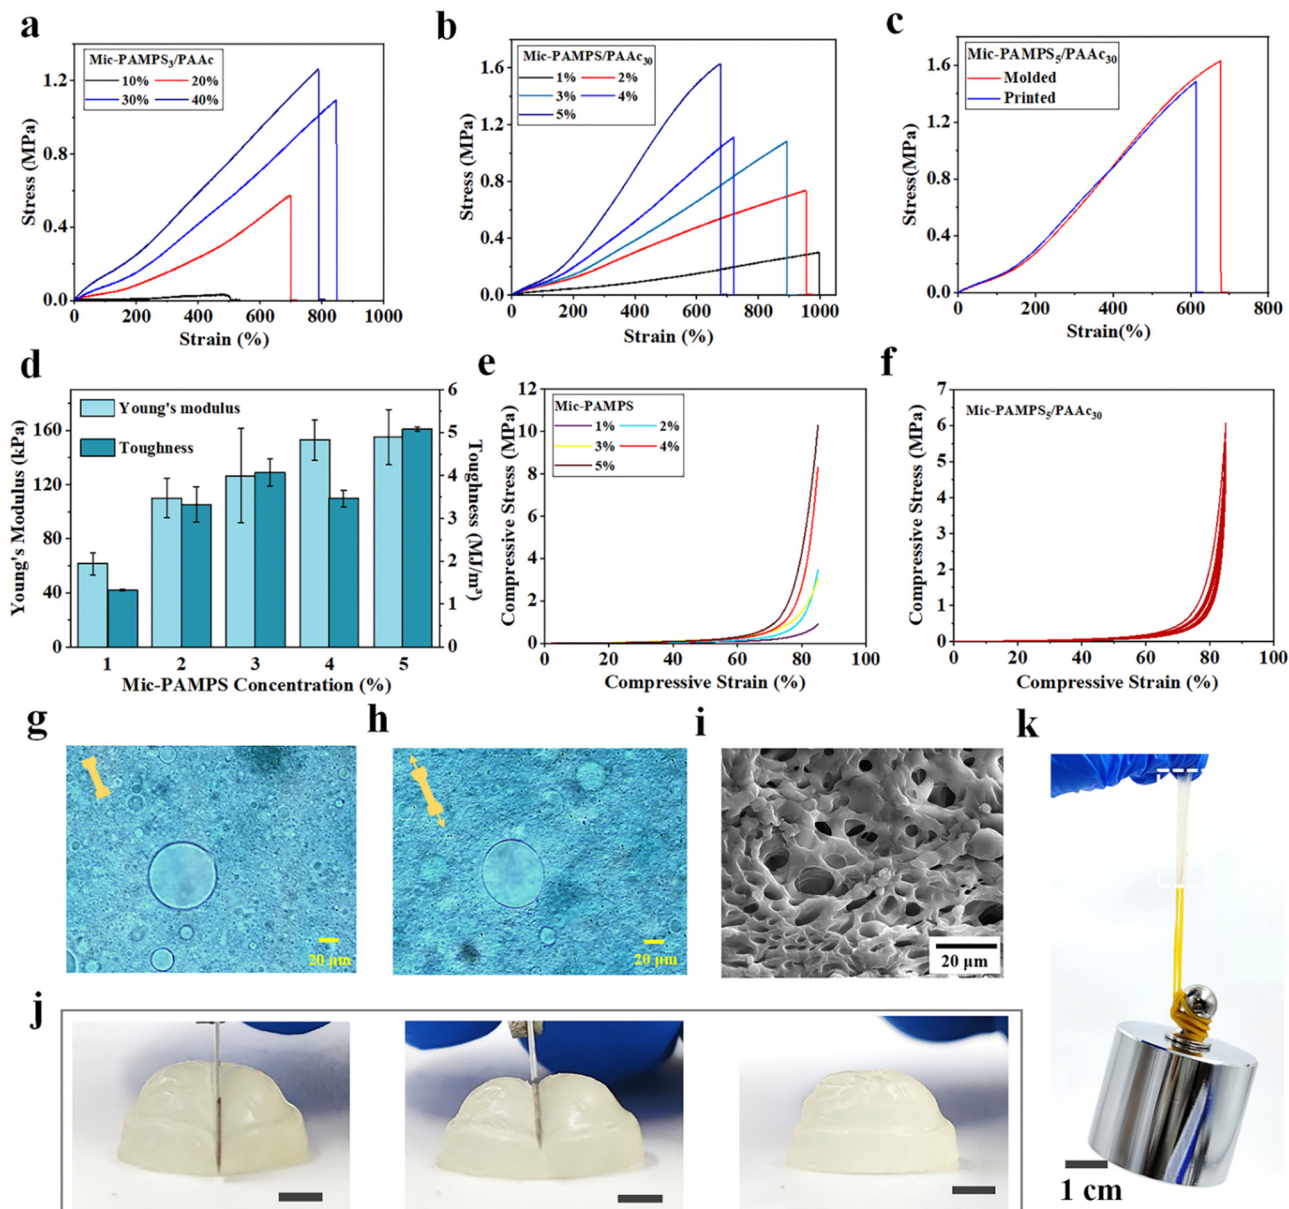 a
Mic-PAMPS₃/PAAc
10% 20%
30% 40%
Stress (MPa)
1.2
0.8
0.4
0.0
0 200 400 600 800 1000
Strain (%)
b
Mic-PAMPS/PAAc₃₀
1% 2%
3% 4%
5%
Stress (MPa)
1.6
1.2
0.8
0.4
0.0
0 200 400 600 800 1000
Strain (%)
c
Mic-PAMPS₅/PAAc₃₀
Molded
Printed
Stress(MPa)
1.6
1.2
0.8
0.4
0.0
0 200 400 600 800
Strain(%)
d
Young's modulus
Toughness
Young's Modulus (kPa)
160
120
80
40
0
Toughness (MJ/m³)
6
5
4
3
2
1
0
1 2 3 4 5
Mic-PAMPS Concentration (%)
e
Mic-PAMPS
1% 2%
3% 4%
5%
Compressive Stress (MPa)
12
10
8
6
4
2
0
0 20 40 60 80 100
Compressive Strain (%)
f
Mic-PAMPS₅/PAAc₃₀
Compressive Stress (MPa)
7
6
5
4
3
2
1
0
0 20 40 60 80 100
Compressive Strain (%)
g
20 μm
h
20 μm
i
20 μm
k
1 cm
j